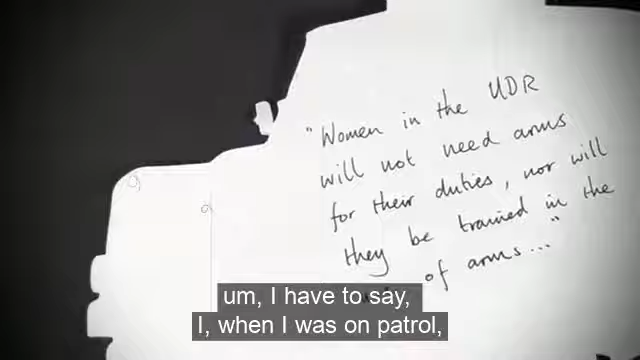 "Women in the UDR
will not need arms
for their duties, nor will
they be trained in the
of arms..."
um, I have to say,
I, when I was on patrol,